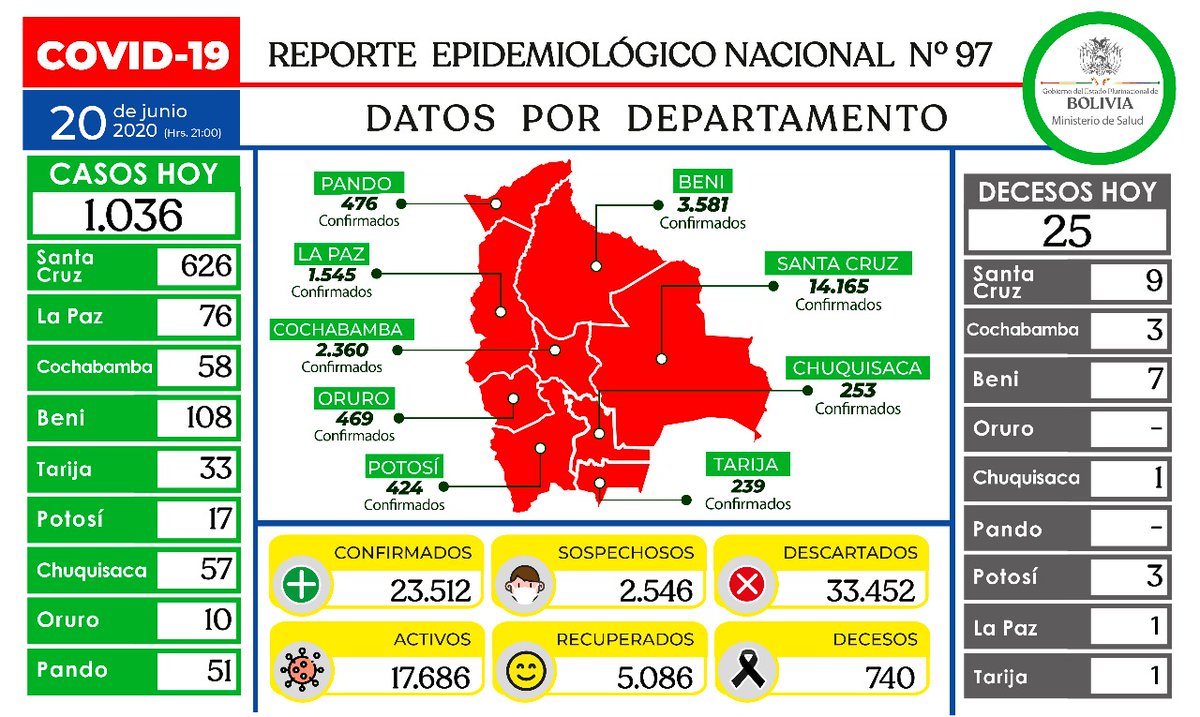 COVID-19
REPORTE EPIDEMIOLÓGICO NACIONAL Nº 97
20 de junio
2020 (Hrs. 21:00)
DATOS POR DEPARTAMENTO
Gobierno del Estado Plurinacional de
BOLIVIA
Ministerio de Salud
CASOS HOY
1.036
Santa Cruz 626
La Paz 76
Cochabamba 58
Beni 108
Tarija 33
Potosí 17
Chuquisaca 57
Oruro 10
Pando 51
PANDO
476
Confirmados
LA PAZ
1.545
Confirmados
COCHABAMBA
2.360
Confirmados
ORURO
469
Confirmados
POTOSÍ
424
Confirmados
BENI
3.581
Confirmados
SANTA CRUZ
14.165
Confirmados
CHUQUISACA
253
Confirmados
TARIJA
239
Confirmados
CONFIRMADOS
23.512
SOSPECHOSOS
2.546
DESCARTADOS
33.452
ACTIVOS
17.686
RECUPERADOS
5.086
DECESOS
740
DECESOS HOY
25
Santa Cruz 9
Cochabamba 3
Beni 7
Oruro -
Chuquisaca 1
Pando -
Potosí 3
La Paz 1
Tarija 1